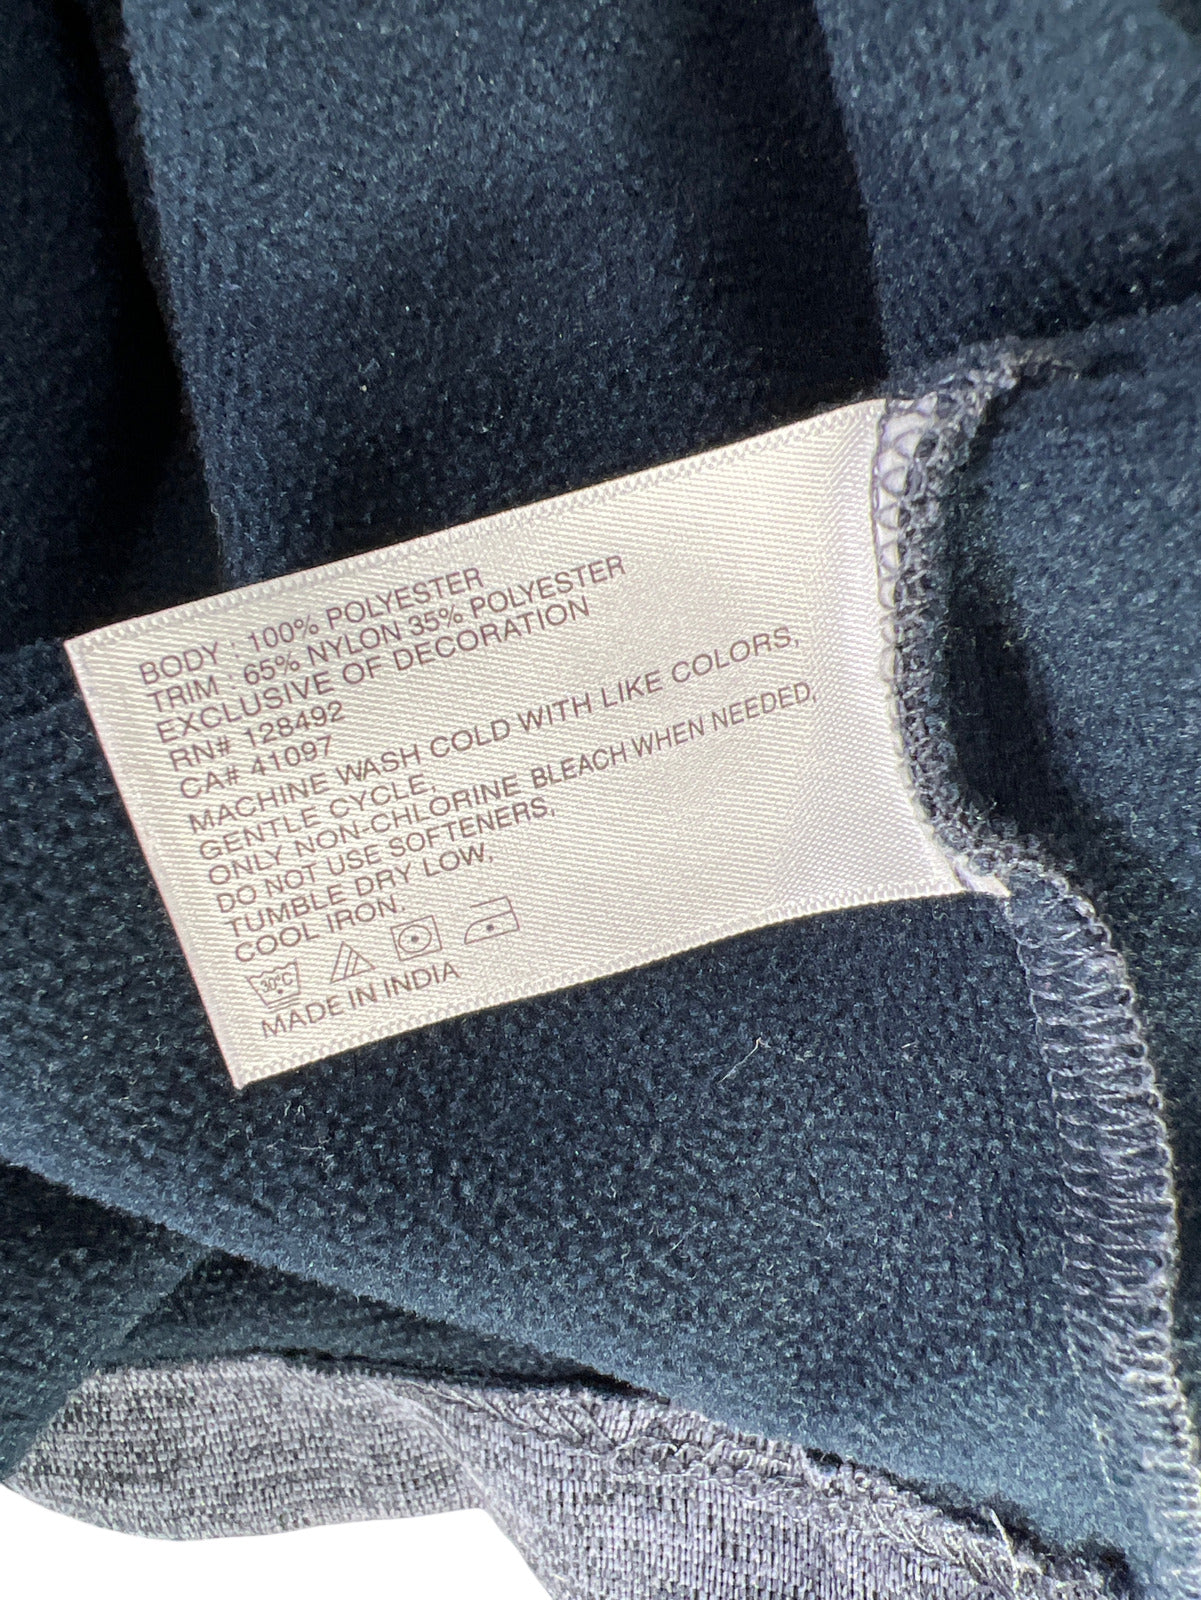 BODY : 100% POLYESTER
TRIM : 65% NYLON 35% POLYESTER
EXCLUSIVE OF DECORATION
RN# 128492
CA# 41097
MACHINE WASH COLD WITH LIKE COLORS,
GENTLE CYCLE,
ONLY NON-CHLORINE BLEACH WHEN NEEDED,
DO NOT USE SOFTENERS,
TUMBLE DRY LOW,
COOL IRON.
30°C
MADE IN INDIA